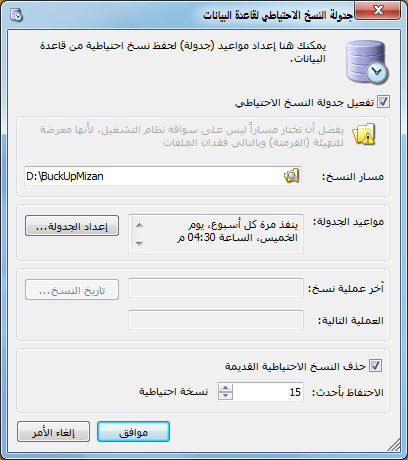 جدولة النسخ الاحتياطي لقاعدة البيانات
يمكنك هنا إعداد مواعيد (جدولة) لحفظ نسخ احتياطية من قاعدة
البيانات.
تفعيل جدولة النسخ الاحتياطي
يفضل أن تختار مساراً ليس على سواقة نظام التشغيل، لأنها معرضة
للتهيئة (الفرمتة) وبالتالي فقدان الملفات
مسار النسخ:
D:\BuckUpMizan
مواعيد الجدولة:
ينفذ مرة كل أسبوع، يوم
الخميس، الساعة 04:30 م
إعداد الجدولة...
آخر عملية نسخ:
تاريخ النسخ...
العملية التالية:
حذف النسخ الاحتياطية القديمة
الاحتفاظ بأحدث: 15 نسخة احتياطية
موافق
إلغاء الأمر